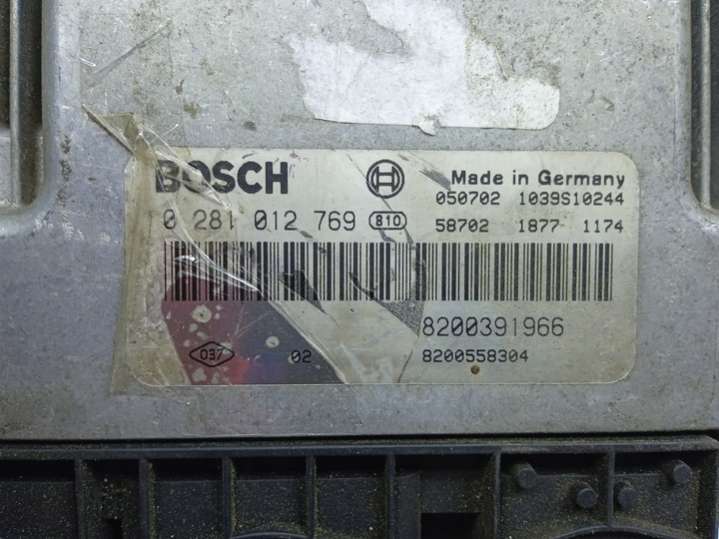 BOSCH
Made in Germany
050702 1039S10244
0 281 012 769 810
58702 1877 1174
8200391966
037 02
8200558304